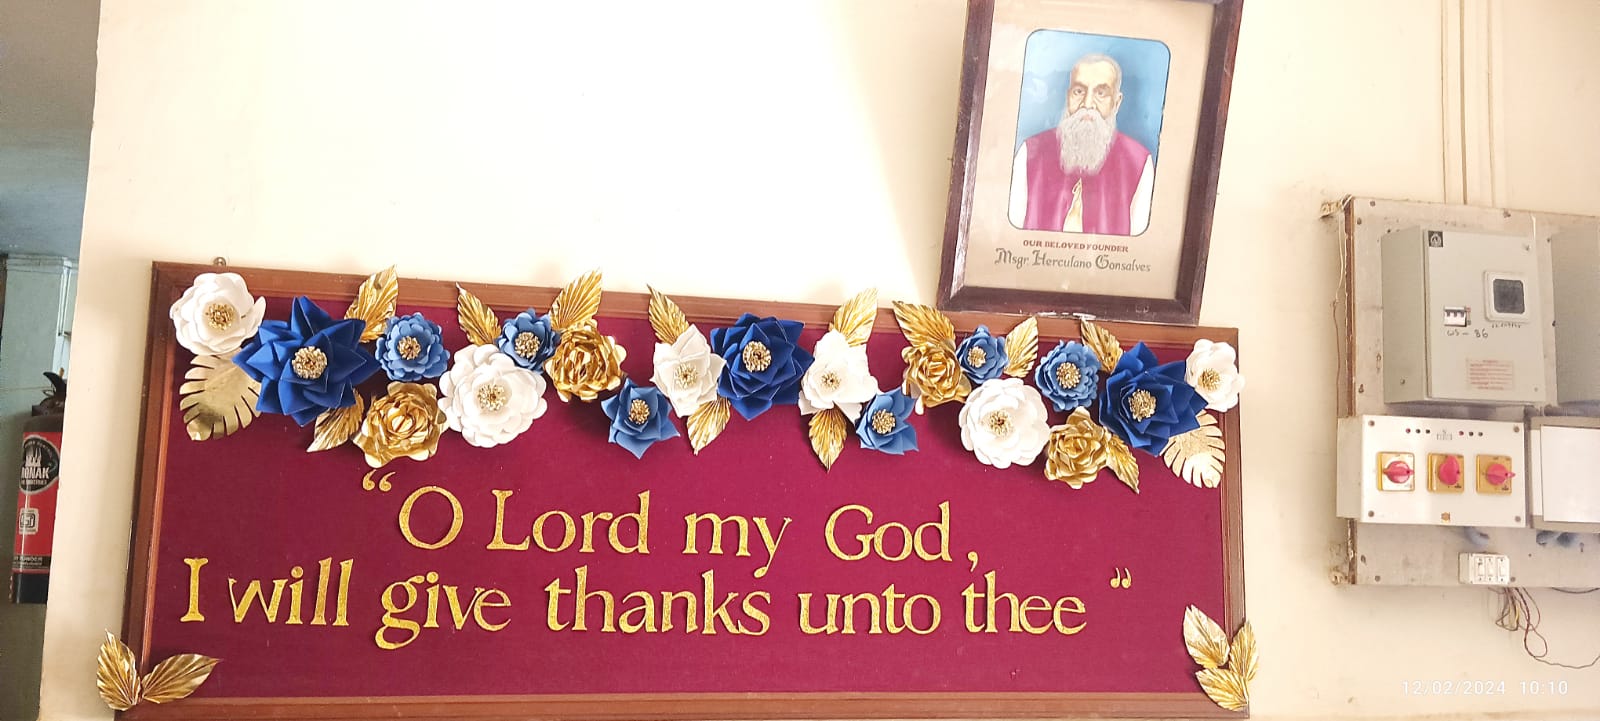 OUR BELOVED FOUNDER
Msgr. Herculano Gonsalves
“O Lord my God,
I will give thanks unto thee“
12/02/2024 10:10